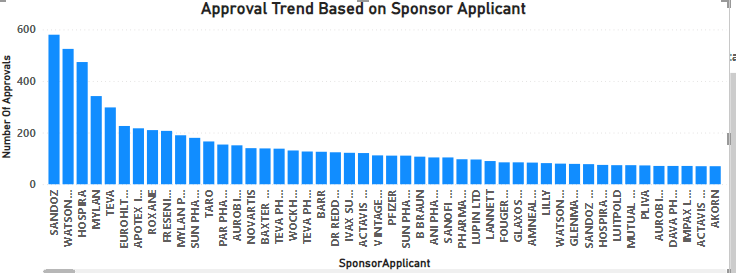 Approval Trend Based on Sponsor Applicant
Number Of Approvals
600
400
200
0
SANDOZ
WATSON...
HOSPIRA
MYLAN
TEVA
EUROHLT...
APOTEX I...
ROXANE
FRESENI...
MYLAN P...
SUN PHA...
TARO
PAR PHA...
AUROBI...
NOVARTIS
BAXTER ...
TEVA PH...
WOCKH...
TEVA PH...
BARR
DR REDD...
IVAX SU...
ACTAVIS ...
VINTAGE...
PFIZER
SUN PHA...
B BRAUN
ANI PHA...
SANOFI ...
PHARMA...
LUPIN LTD
LANNETT
FOUGER...
GLAXOS...
AMNEAL...
LILLY
WATSON...
GLENMA...
SANDOZ ...
HOSPIRA...
LUITPOLD
MUTUAL ...
PLIVA
AUROBI...
DAVA PH...
IMPAX L...
ACTAVIS ...
AKORN
SponsorApplicant